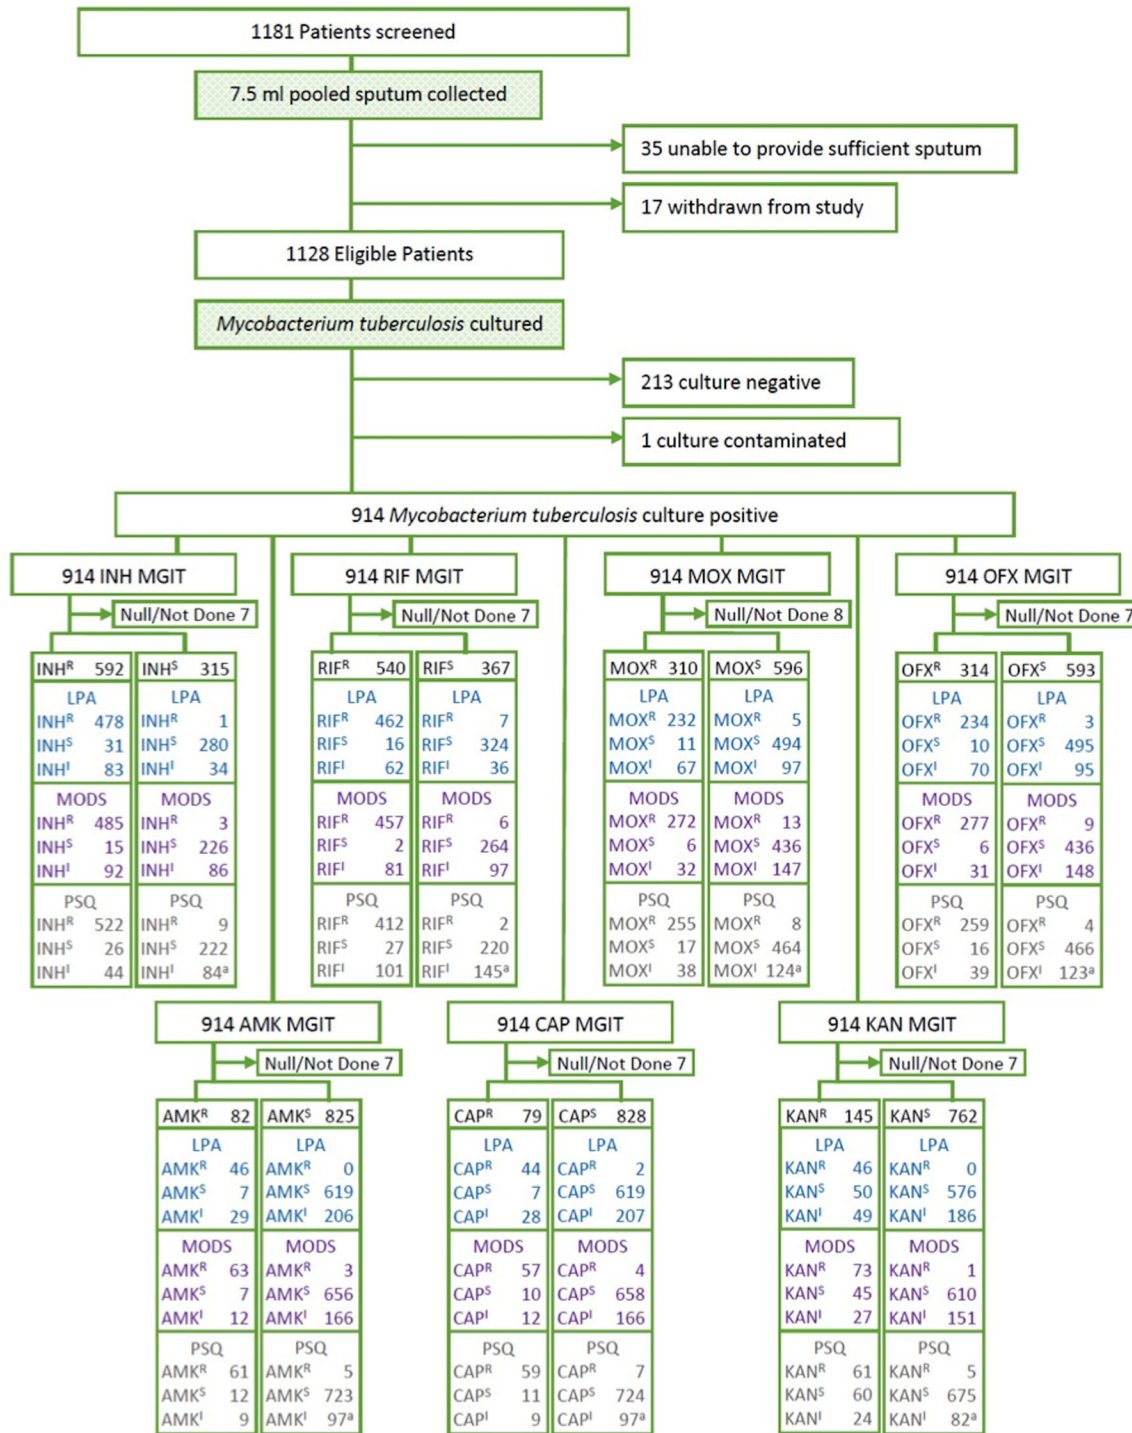 1181 Patients screened
7.5 ml pooled sputum collected
35 unable to provide sufficient sputum
17 withdrawn from study
1128 Eligible Patients
Mycobacterium tuberculosis cultured
213 culture negative
1 culture contaminated
914 Mycobacterium tuberculosis culture positive
914 INH MGIT
Null/Not Done 7
INHᴿ 592 INHˢ 315
LPA LPA
INHᴿ 478 INHᴿ 1
INHˢ 31 INHˢ 280
INHᴵ 83 INHᴵ 34
MODS MODS
INHᴿ 485 INHᴿ 3
INHˢ 15 INHˢ 226
INHᴵ 92 INHᴵ 86
PSQ PSQ
INHᴿ 522 INHᴿ 9
INHˢ 26 INHˢ 222
INHᴵ 44 INHᴵ 84ᵃ
914 RIF MGIT
Null/Not Done 7
RIFᴿ 540 RIFˢ 367
LPA LPA
RIFᴿ 462 RIFᴿ 7
RIFˢ 16 RIFˢ 324
RIFᴵ 62 RIFᴵ 36
MODS MODS
RIFᴿ 457 RIFᴿ 6
RIFˢ 2 RIFˢ 264
RIFᴵ 81 RIFᴵ 97
PSQ PSQ
RIFᴿ 412 RIFᴿ 2
RIFˢ 27 RIFˢ 220
RIFᴵ 101 RIFᴵ 145ᵃ
914 MOX MGIT
Null/Not Done 8
MOXᴿ 310 MOXˢ 596
LPA LPA
MOXᴿ 232 MOXᴿ 5
MOXˢ 11 MOXˢ 494
MOXᴵ 67 MOXᴵ 97
MODS MODS
MOXᴿ 272 MOXᴿ 13
MOXˢ 6 MOXˢ 436
MOXᴵ 32 MOXᴵ 147
PSQ PSQ
MOXᴿ 255 MOXᴿ 8
MOXˢ 17 MOXˢ 464
MOXᴵ 38 MOXᴵ 124ᵃ
914 OFX MGIT
Null/Not Done 7
OFXᴿ 314 OFXˢ 593
LPA LPA
OFXᴿ 234 OFXᴿ 3
OFXˢ 10 OFXˢ 495
OFXᴵ 70 OFXᴵ 95
MODS MODS
OFXᴿ 277 OFXᴿ 9
OFXˢ 6 OFXˢ 436
OFXᴵ 31 OFXᴵ 148
PSQ PSQ
OFXᴿ 259 OFXᴿ 4
OFXˢ 16 OFXˢ 466
OFXᴵ 39 OFXᴵ 123ᵃ
914 AMK MGIT
Null/Not Done 7
AMKᴿ 82 AMKˢ 825
LPA LPA
AMKᴿ 46 AMKᴿ 0
AMKˢ 7 AMKˢ 619
AMKᴵ 29 AMKᴵ 206
MODS MODS
AMKᴿ 63 AMKᴿ 3
AMKˢ 7 AMKˢ 656
AMKᴵ 12 AMKᴵ 166
PSQ PSQ
AMKᴿ 61 AMKᴿ 5
AMKˢ 12 AMKˢ 723
AMKᴵ 9 AMKᴵ 97ᵃ
914 CAP MGIT
Null/Not Done 7
CAPᴿ 79 CAPˢ 828
LPA LPA
CAPᴿ 44 CAPᴿ 2
CAPˢ 7 CAPˢ 619
CAPᴵ 28 CAPᴵ 207
MODS MODS
CAPᴿ 57 CAPᴿ 4
CAPˢ 10 CAPˢ 658
CAPᴵ 12 CAPᴵ 166
PSQ PSQ
CAPᴿ 59 CAPᴿ 7
CAPˢ 11 CAPˢ 724
CAPᴵ 9 CAPᴵ 97ᵃ
914 KAN MGIT
Null/Not Done 7
KANᴿ 145 KANˢ 762
LPA LPA
KANᴿ 46 KANᴿ 0
KANˢ 50 KANˢ 576
KANᴵ 49 KANᴵ 186
MODS MODS
KANᴿ 73 KANᴿ 1
KANˢ 45 KANˢ 610
KANᴵ 27 KANᴵ 151
PSQ PSQ
KANᴿ 61 KANᴿ 5
KANˢ 60 KANˢ 675
KANᴵ 24 KANᴵ 82ᵃ